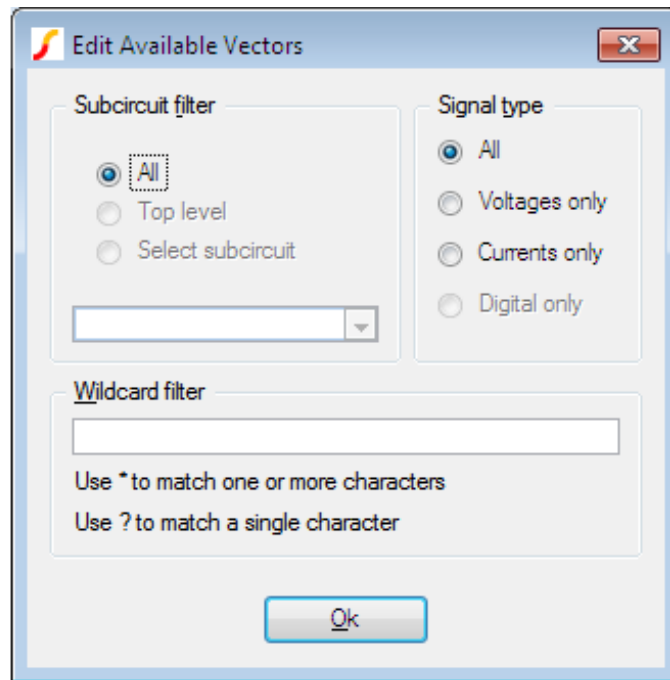 Edit Available Vectors
Subcircuit filter
All
Top level
Select subcircuit
Signal type
All
Voltages only
Currents only
Digital only
Wildcard filter
Use * to match one or more characters
Use ? to match a single character
Ok